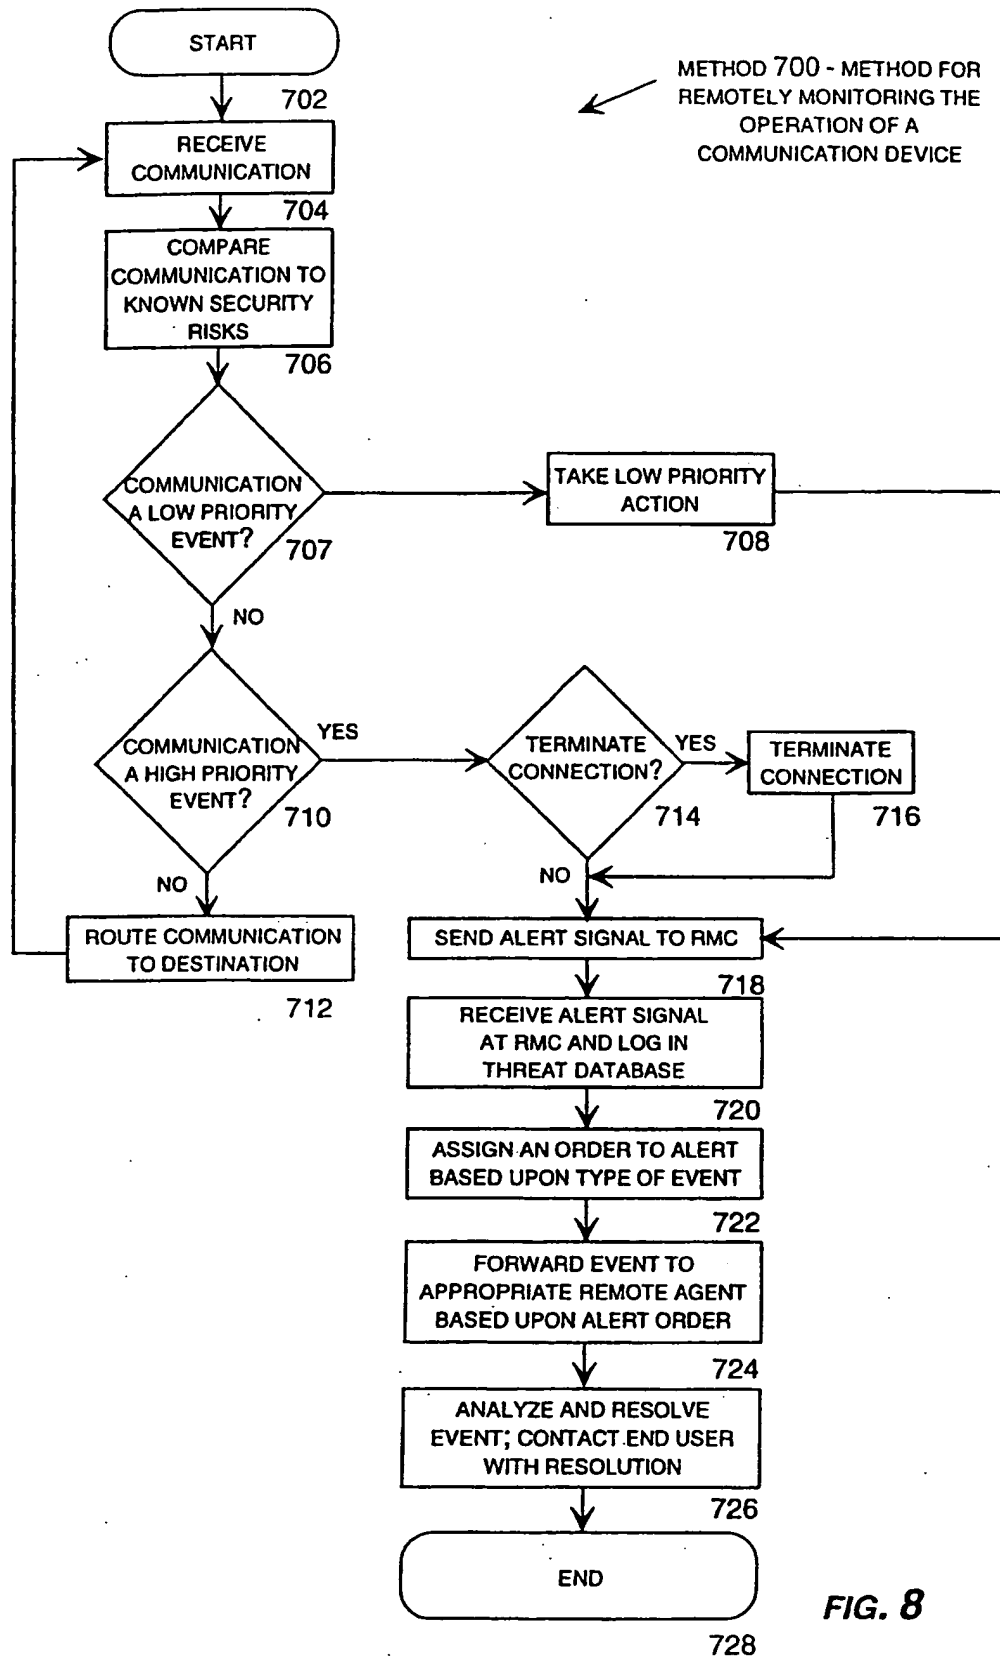 START
METHOD 700 - METHOD FOR
REMOTELY MONITORING THE
OPERATION OF A
COMMUNICATION DEVICE
702
RECEIVE
COMMUNICATION
704
COMPARE
COMMUNICATION TO
KNOWN SECURITY
RISKS
706
COMMUNICATION
A LOW PRIORITY
EVENT?
707
TAKE LOW PRIORITY
ACTION
708
NO
COMMUNICATION
A HIGH PRIORITY
EVENT?
710
YES
TERMINATE
CONNECTION?
714
YES
TERMINATE
CONNECTION
716
NO
NO
ROUTE COMMUNICATION
TO DESTINATION
712
SEND ALERT SIGNAL TO RMC
718
RECEIVE ALERT SIGNAL
AT RMC AND LOG IN
THREAT DATABASE
720
ASSIGN AN ORDER TO ALERT
BASED UPON TYPE OF EVENT
722
FORWARD EVENT TO
APPROPRIATE REMOTE AGENT
BASED UPON ALERT ORDER
724
ANALYZE AND RESOLVE
EVENT; CONTACT END USER
WITH RESOLUTION
726
END
728
FIG. 8